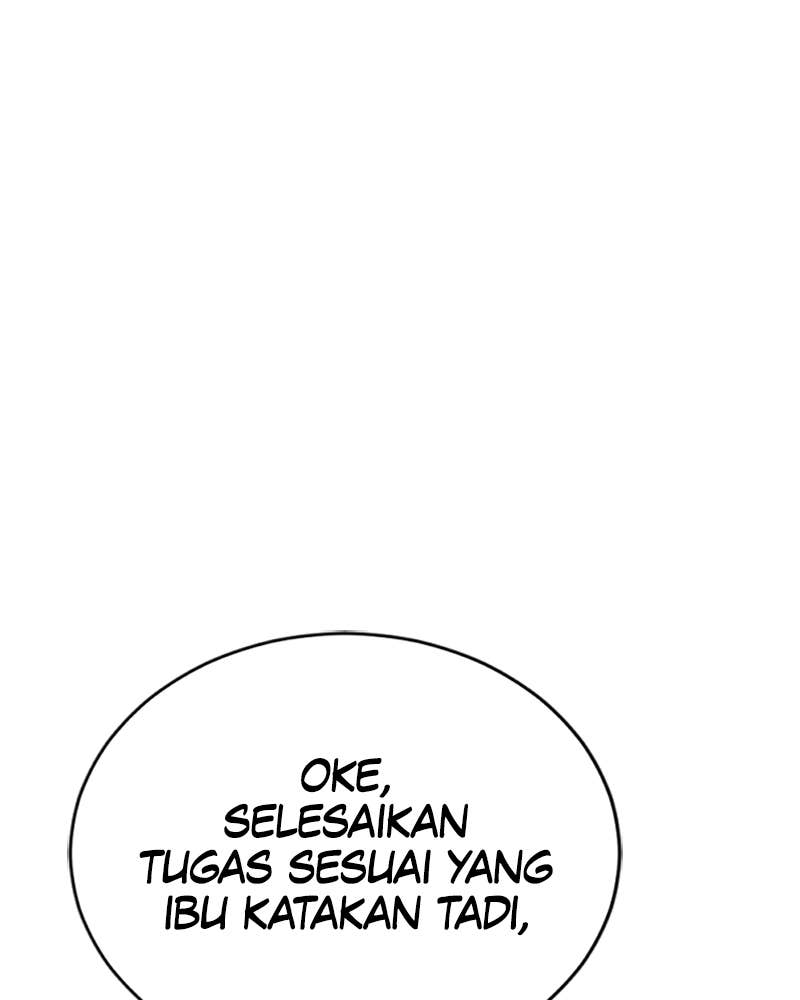 OKE,
SELESAIKAN
TUGAS SESUAI YANG
IBU KATAKAN TADI,